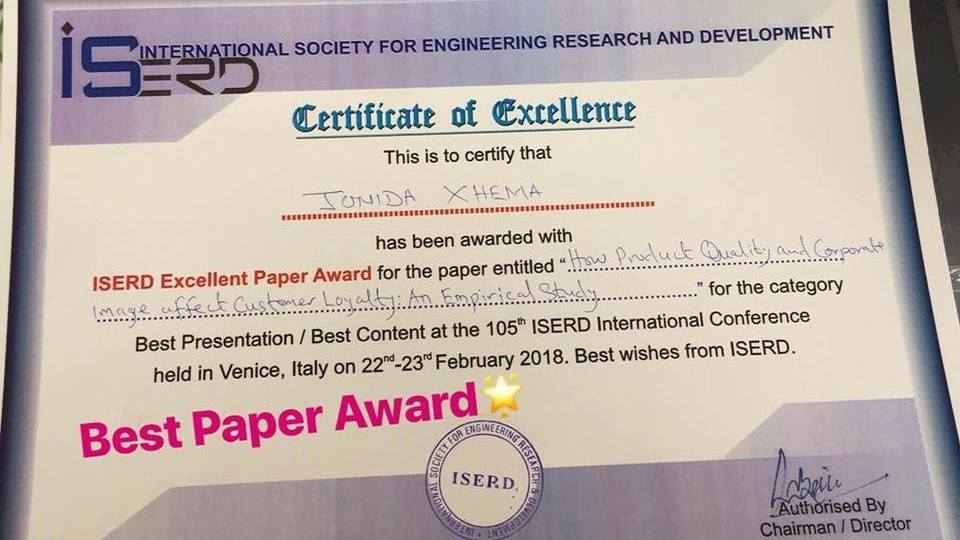 iSERD
INTERNATIONAL SOCIETY FOR ENGINEERING RESEARCH AND DEVELOPMENT
Certificate of Excellence
This is to certify that
JONIDA XHEMA
has been awarded with
ISERD Excellent Paper Award for the paper entitled "How Product Quality and Corporate
Image affect Customer Loyalty: An Empirical Study" for the category
Best Presentation / Best Content at the 105th ISERD International Conference
held in Venice, Italy on 22nd-23rd February 2018. Best wishes from ISERD.
Best Paper Award
INTERNATIONAL SOCIETY FOR ENGINEERING RESEARCH & DEVELOPMENT
ISERD
Authorised By
Chairman / Director